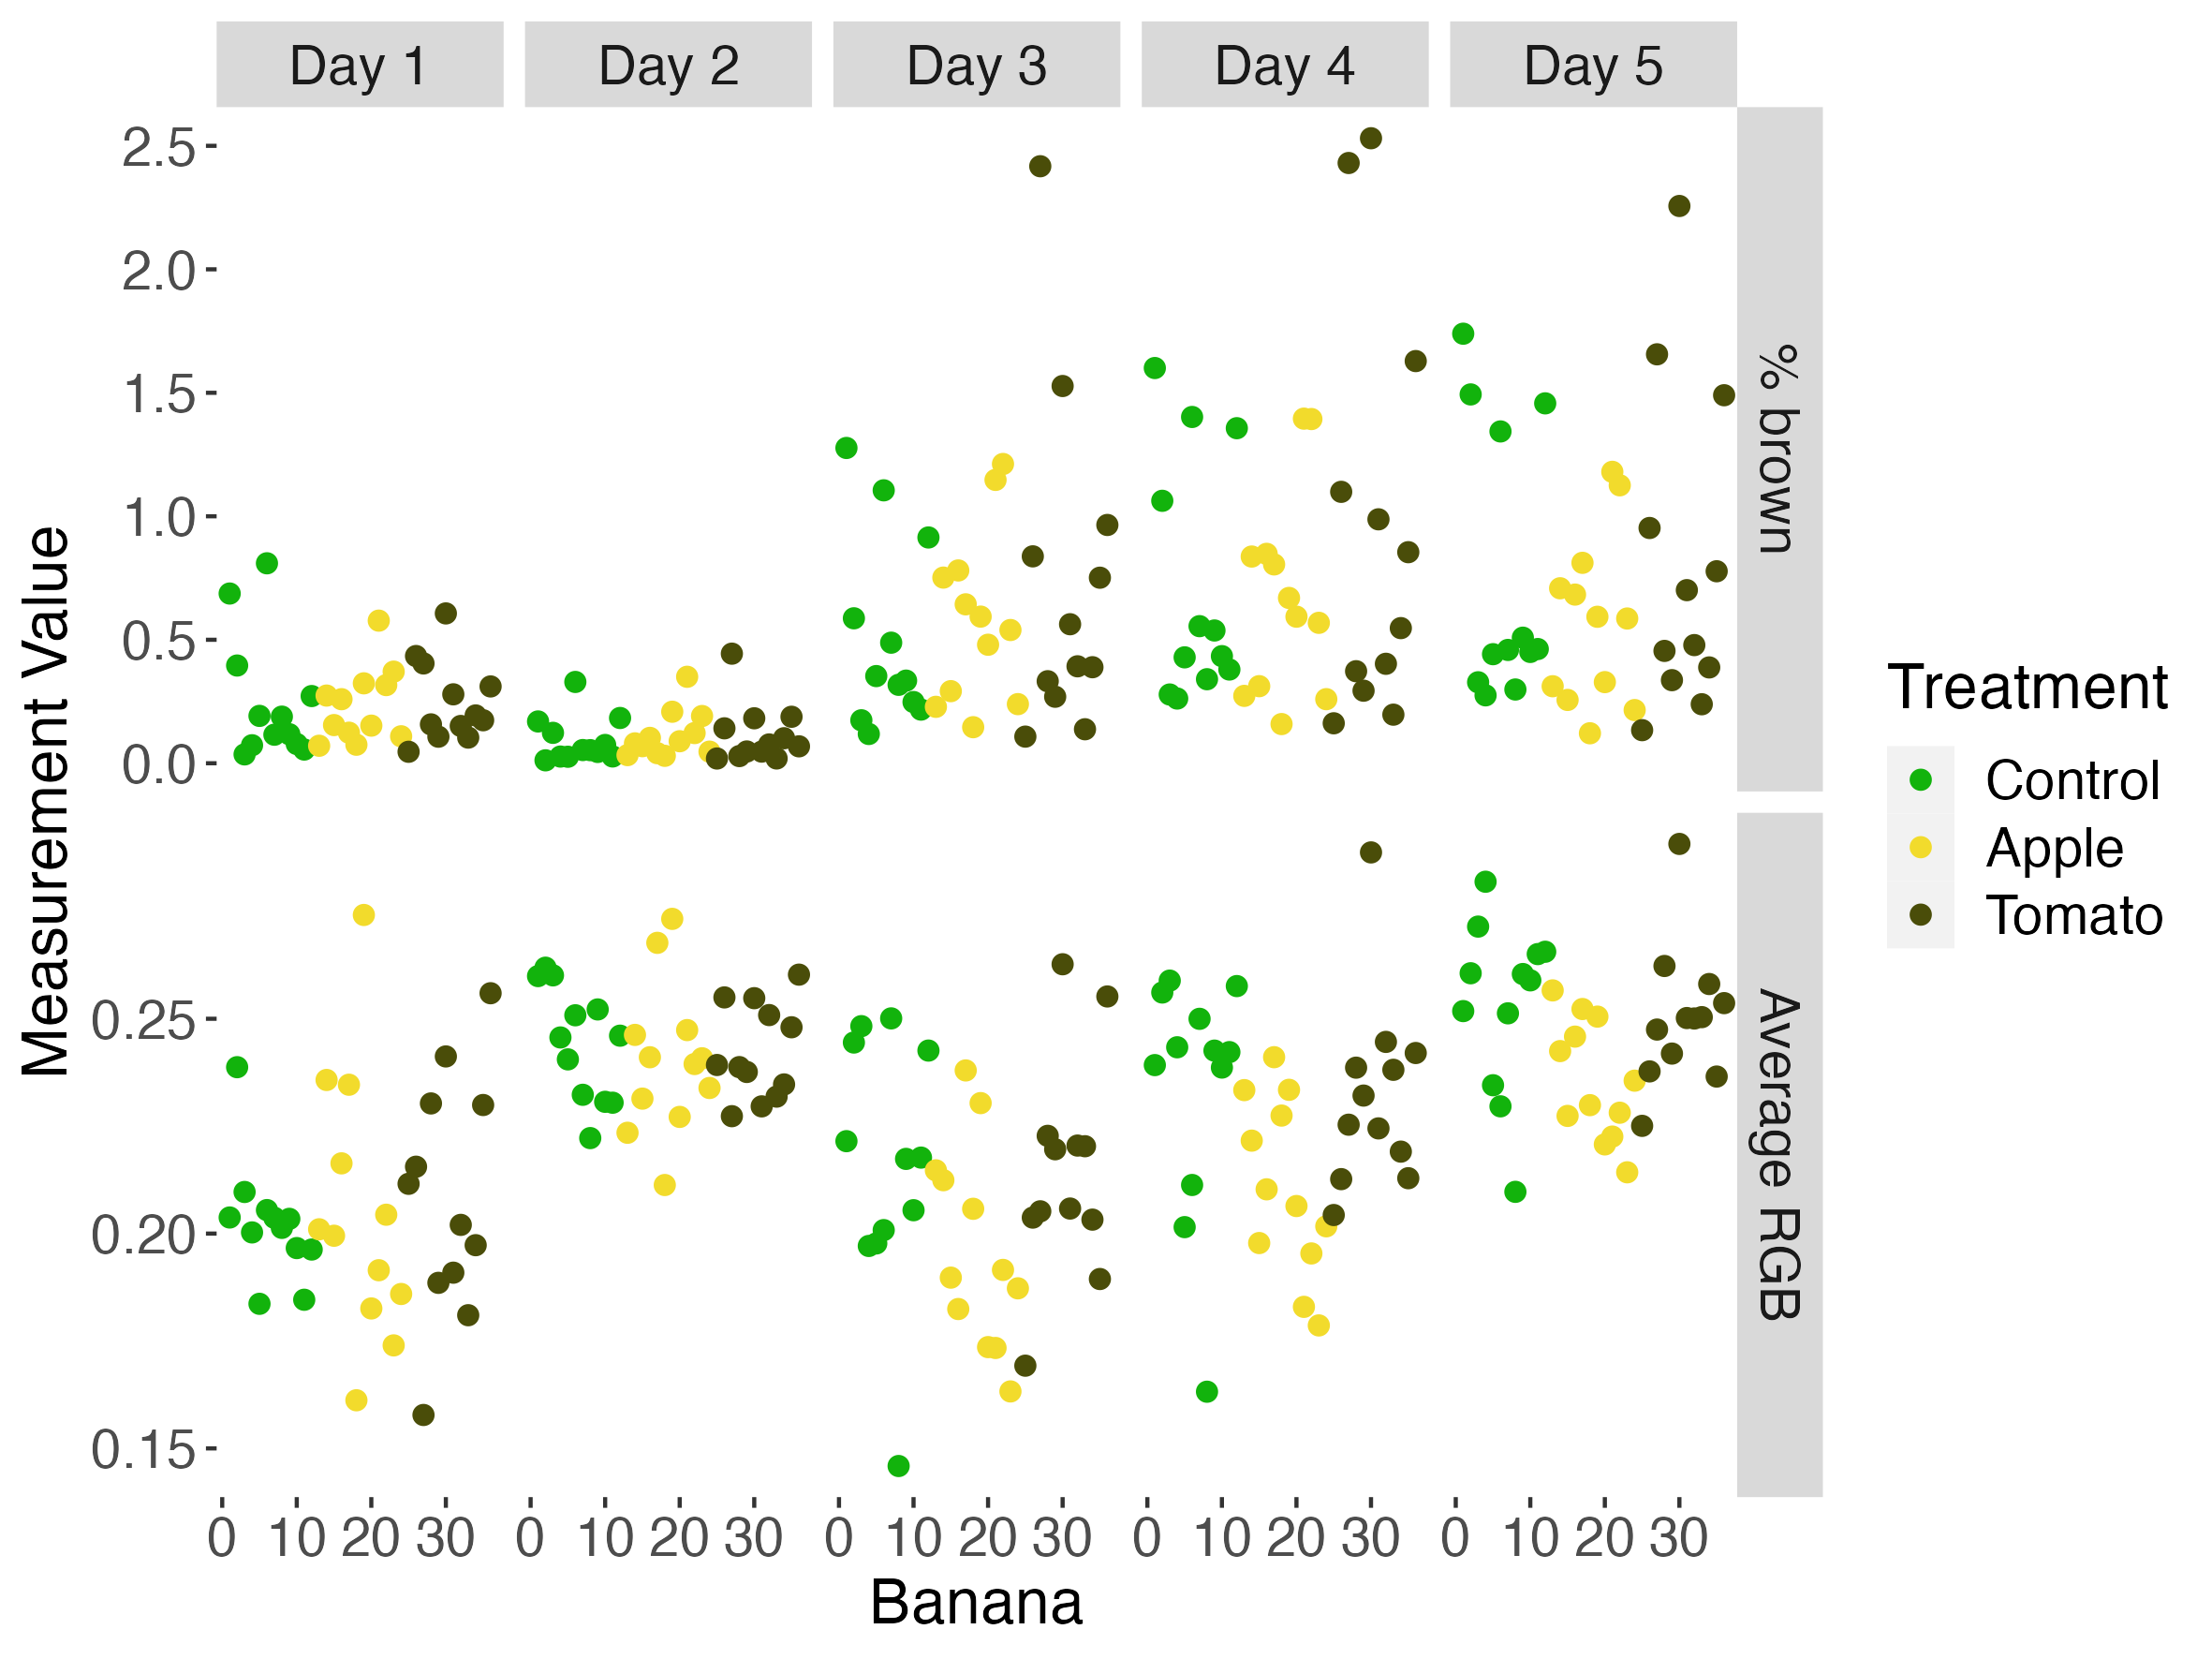 Day 1 Day 2 Day 3 Day 4 Day 5
2.5
2.0
1.5
1.0
0.5
0.0
% brown
0.25
0.20
0.15
Average RGB
Measurement Value
0 10 20 30 0 10 20 30 0 10 20 30 0 10 20 30 0 10 20 30
Banana
Treatment
Control
Apple
Tomato